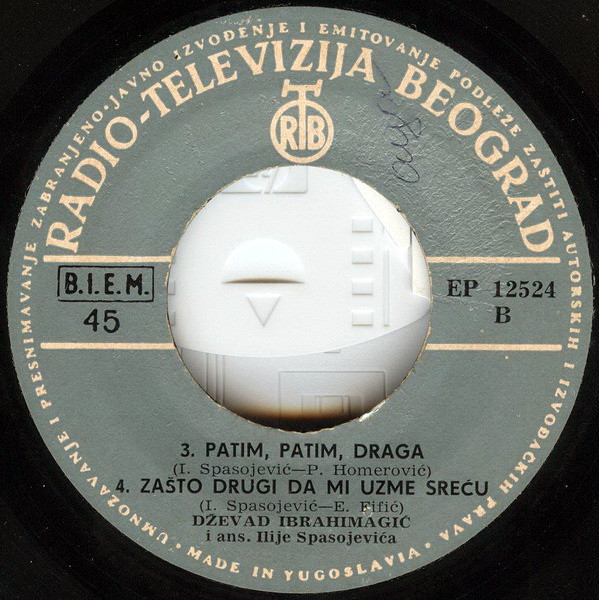 UMNOŽAVANJE I PRESNIMAVANJE ZABRANJENO • JAVNO IZVOĐENJE I EMITOVANJE PODLEŽE ZAŠTITI AUTORSKIH I IZVOĐAČKIH PRAVA •
RADIO-TELEVIZIJA BEOGRAD
RTB
B.I.E.M.
45
EP 12524
B
3. PATIM, PATIM, DRAGA
(I. Spasojević—P. Homerović)
4. ZAŠTO DRUGI DA MI UZME SREĆU
(I. Spasojević—E. Fifić)
DŽEVAD IBRAHIMAGIĆ
i ans. Ilije Spasojevića
• MADE IN YUGOSLAVIA •